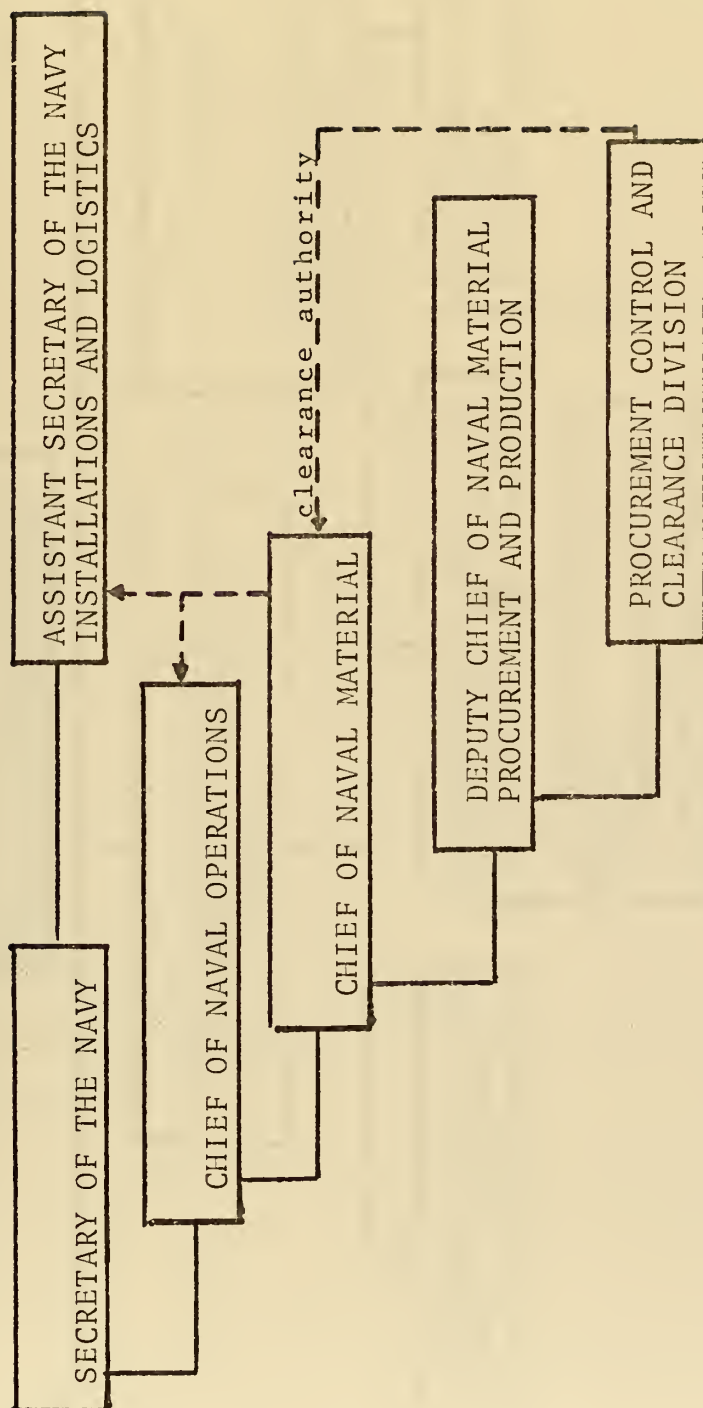 SECRETARY OF THE NAVY
ASSISTANT SECRETARY OF THE NAVY
INSTALLATIONS AND LOGISTICS
CHIEF OF NAVAL OPERATIONS
CHIEF OF NAVAL MATERIAL
clearance authority
DEPUTY CHIEF OF NAVAL MATERIAL
PROCUREMENT AND PRODUCTION
PROCUREMENT CONTROL AND
CLEARANCE DIVISION